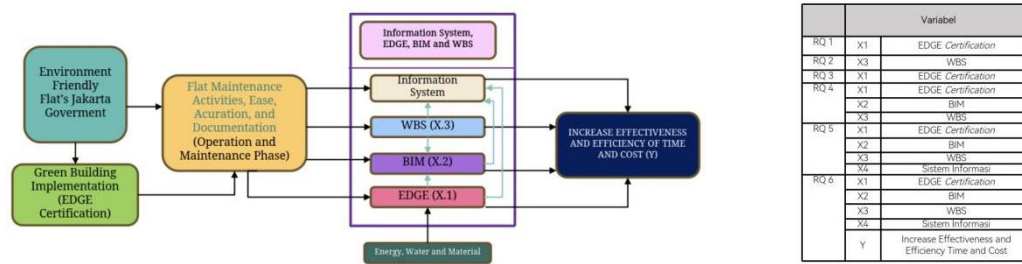 Environment
Friendly
Flat's Jakarta
Goverment
Green Building
Implementation
(EDGE
Certification)
Flat Maintenance
Activities, Ease,
Acuration, and
Documentation
(Operation and
Maintenance Phase)
Information System,
EDGE, BIM and WBS
Information
System
WBS (X.3)
BIM (X.2)
EDGE (X.1)
Energy, Water and Material
INCREASE EFFECTIVENESS
AND EFFICIENCY OF TIME
AND COST (Y)
Variabel
RQ 1 X1 EDGE Certification
RQ 2 X3 WBS
RQ 3 X1 EDGE Certification
RQ 4 X1 EDGE Certification
X2 BIM
X3 WBS
RQ 5 X1 EDGE Certification
X2 BIM
X3 WBS
X4 Sistem Informasi
RQ 6 X1 EDGE Certification
X2 BIM
X3 WBS
X4 Sistem Informasi
Y Increase Effectiveness and
Efficiency Time and Cost